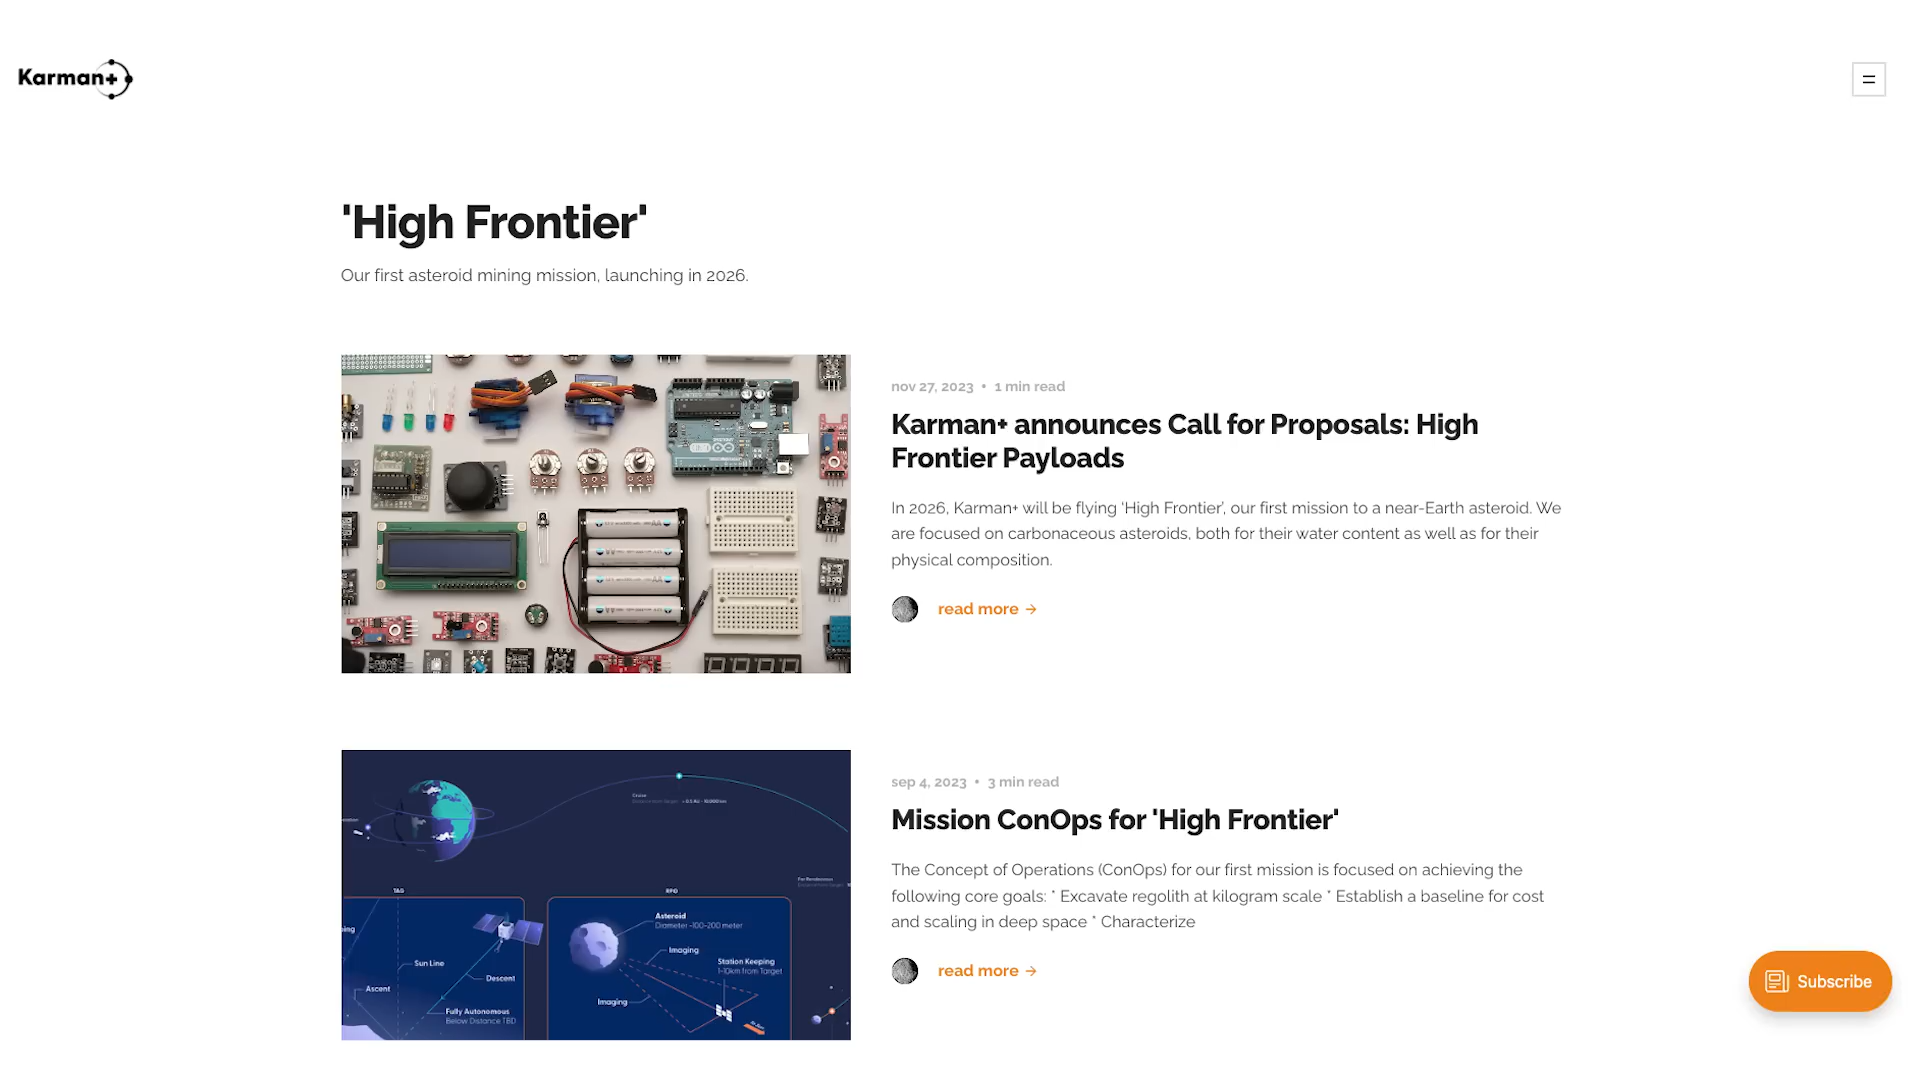 Karman+
'High Frontier'
Our first asteroid mining mission, launching in 2026.
nov 27, 2023 • 1 min read
Karman+ announces Call for Proposals: High
Frontier Payloads
In 2026, Karman+ will be flying ‘High Frontier’, our first mission to a near-Earth asteroid. We
are focused on carbonaceous asteroids, both for their water content as well as for their
physical composition.
read more →
sep 4, 2023 • 3 min read
Mission ConOps for 'High Frontier'
The Concept of Operations (ConOps) for our first mission is focused on achieving the
following core goals: * Excavate regolith at kilogram scale * Establish a baseline for cost
and scaling in deep space * Characterize
read more →
Cruise
TAG
Sun Line
Descent
Ascent
Fully Autonomous
Below Distance TBD
RPO
Asteroid
Diameter ~100-200 meter
Imaging
Station Keeping
1-10km from Target
Imaging
Subscribe